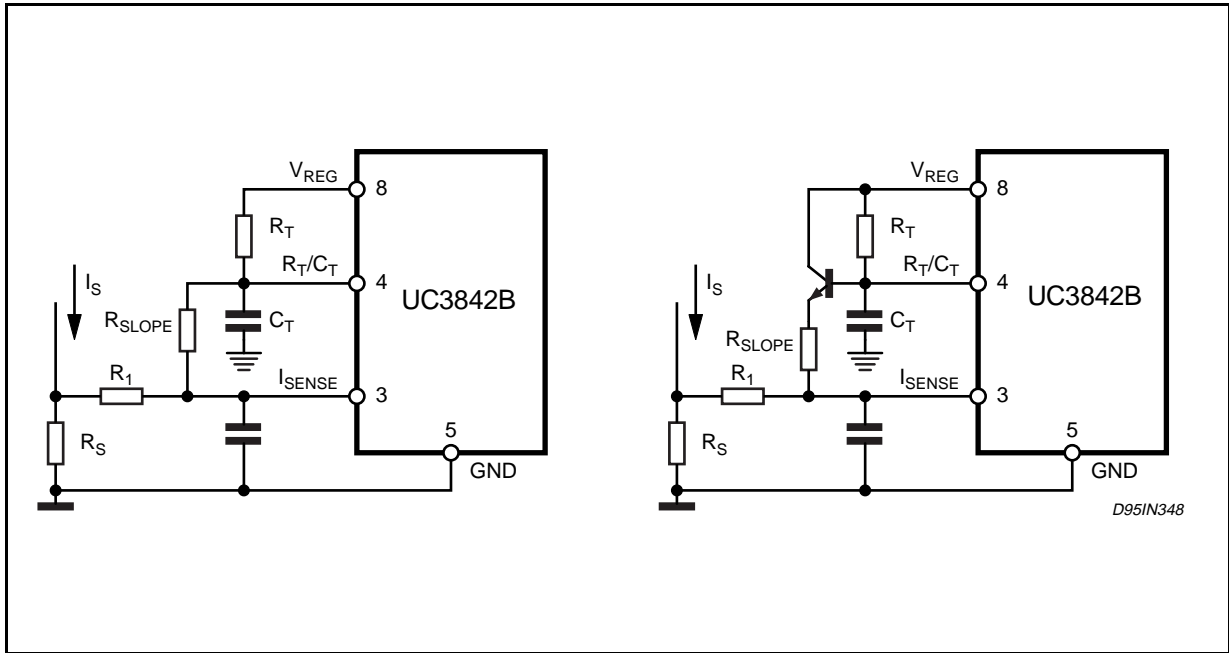 V_REG
8
R_T
R_T/C_T
4
UC3842B
I_S
R_SLOPE
C_T
R_1
I_SENSE
3
R_S
5
GND
V_REG
8
R_T
R_T/C_T
4
UC3842B
I_S
C_T
R_SLOPE
R_1
I_SENSE
3
R_S
5
GND
D95IN348